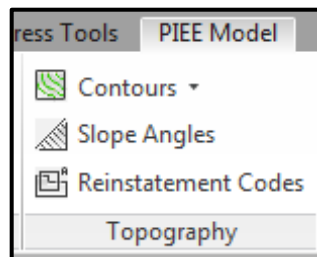 ress Tools PIEE Model
Contours
Slope Angles
Reinstatement Codes
Topography